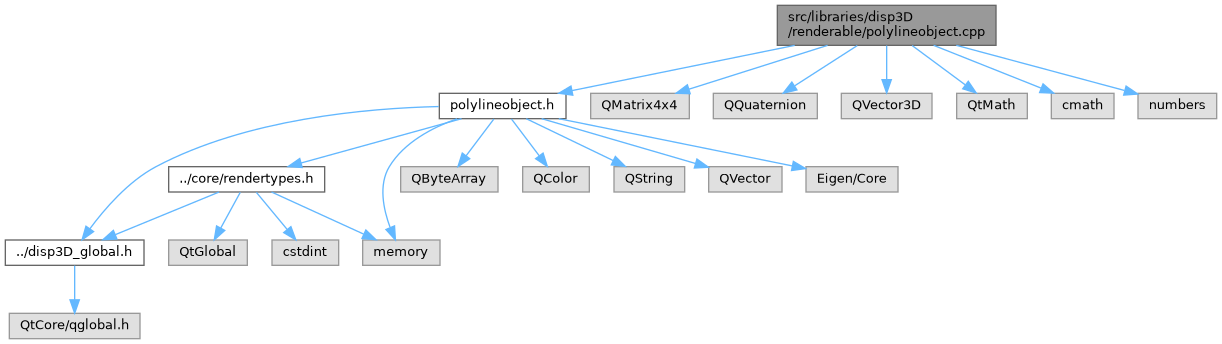 src/libraries/disp3D
/renderable/polylineobject.cpp
polylineobject.h
QMatrix4x4
QQuaternion
QVector3D
QtMath
cmath
numbers
../core/rendertypes.h
QByteArray
QColor
QString
QVector
Eigen/Core
../disp3D_global.h
QtGlobal
cstdint
memory
QtCore/qglobal.h